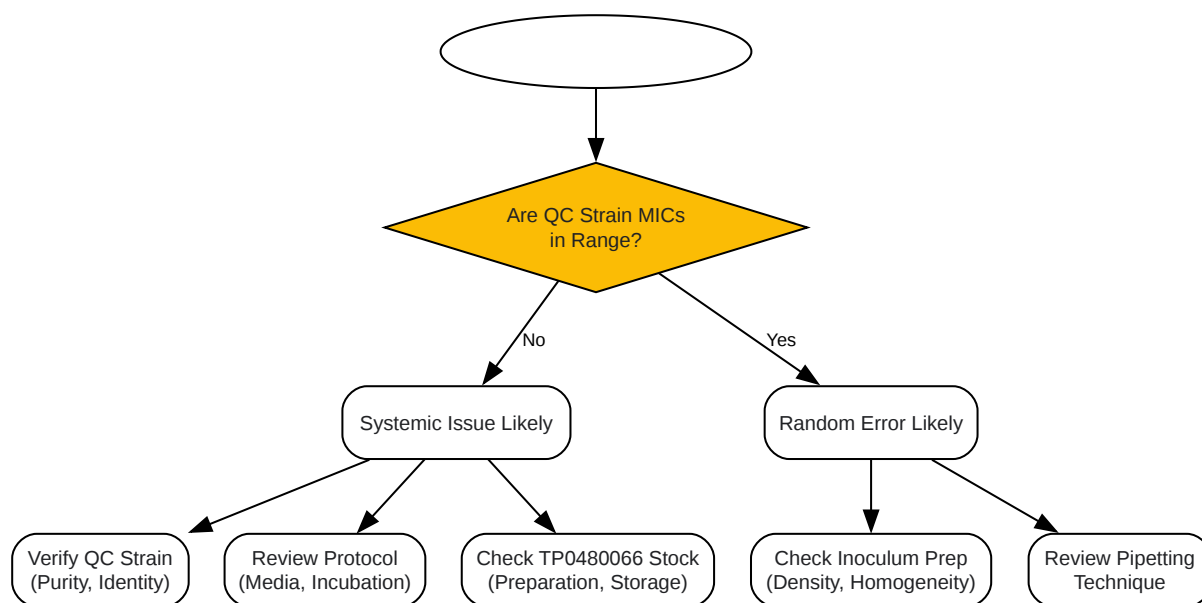 Are QC Strain MICs
in Range?
No
Yes
Systemic Issue Likely
Random Error Likely
Verify QC Strain
(Purity, Identity)
Review Protocol
(Media, Incubation)
Check TP0480066 Stock
(Preparation, Storage)
Check Inoculum Prep
(Density, Homogeneity)
Review Pipetting
Technique